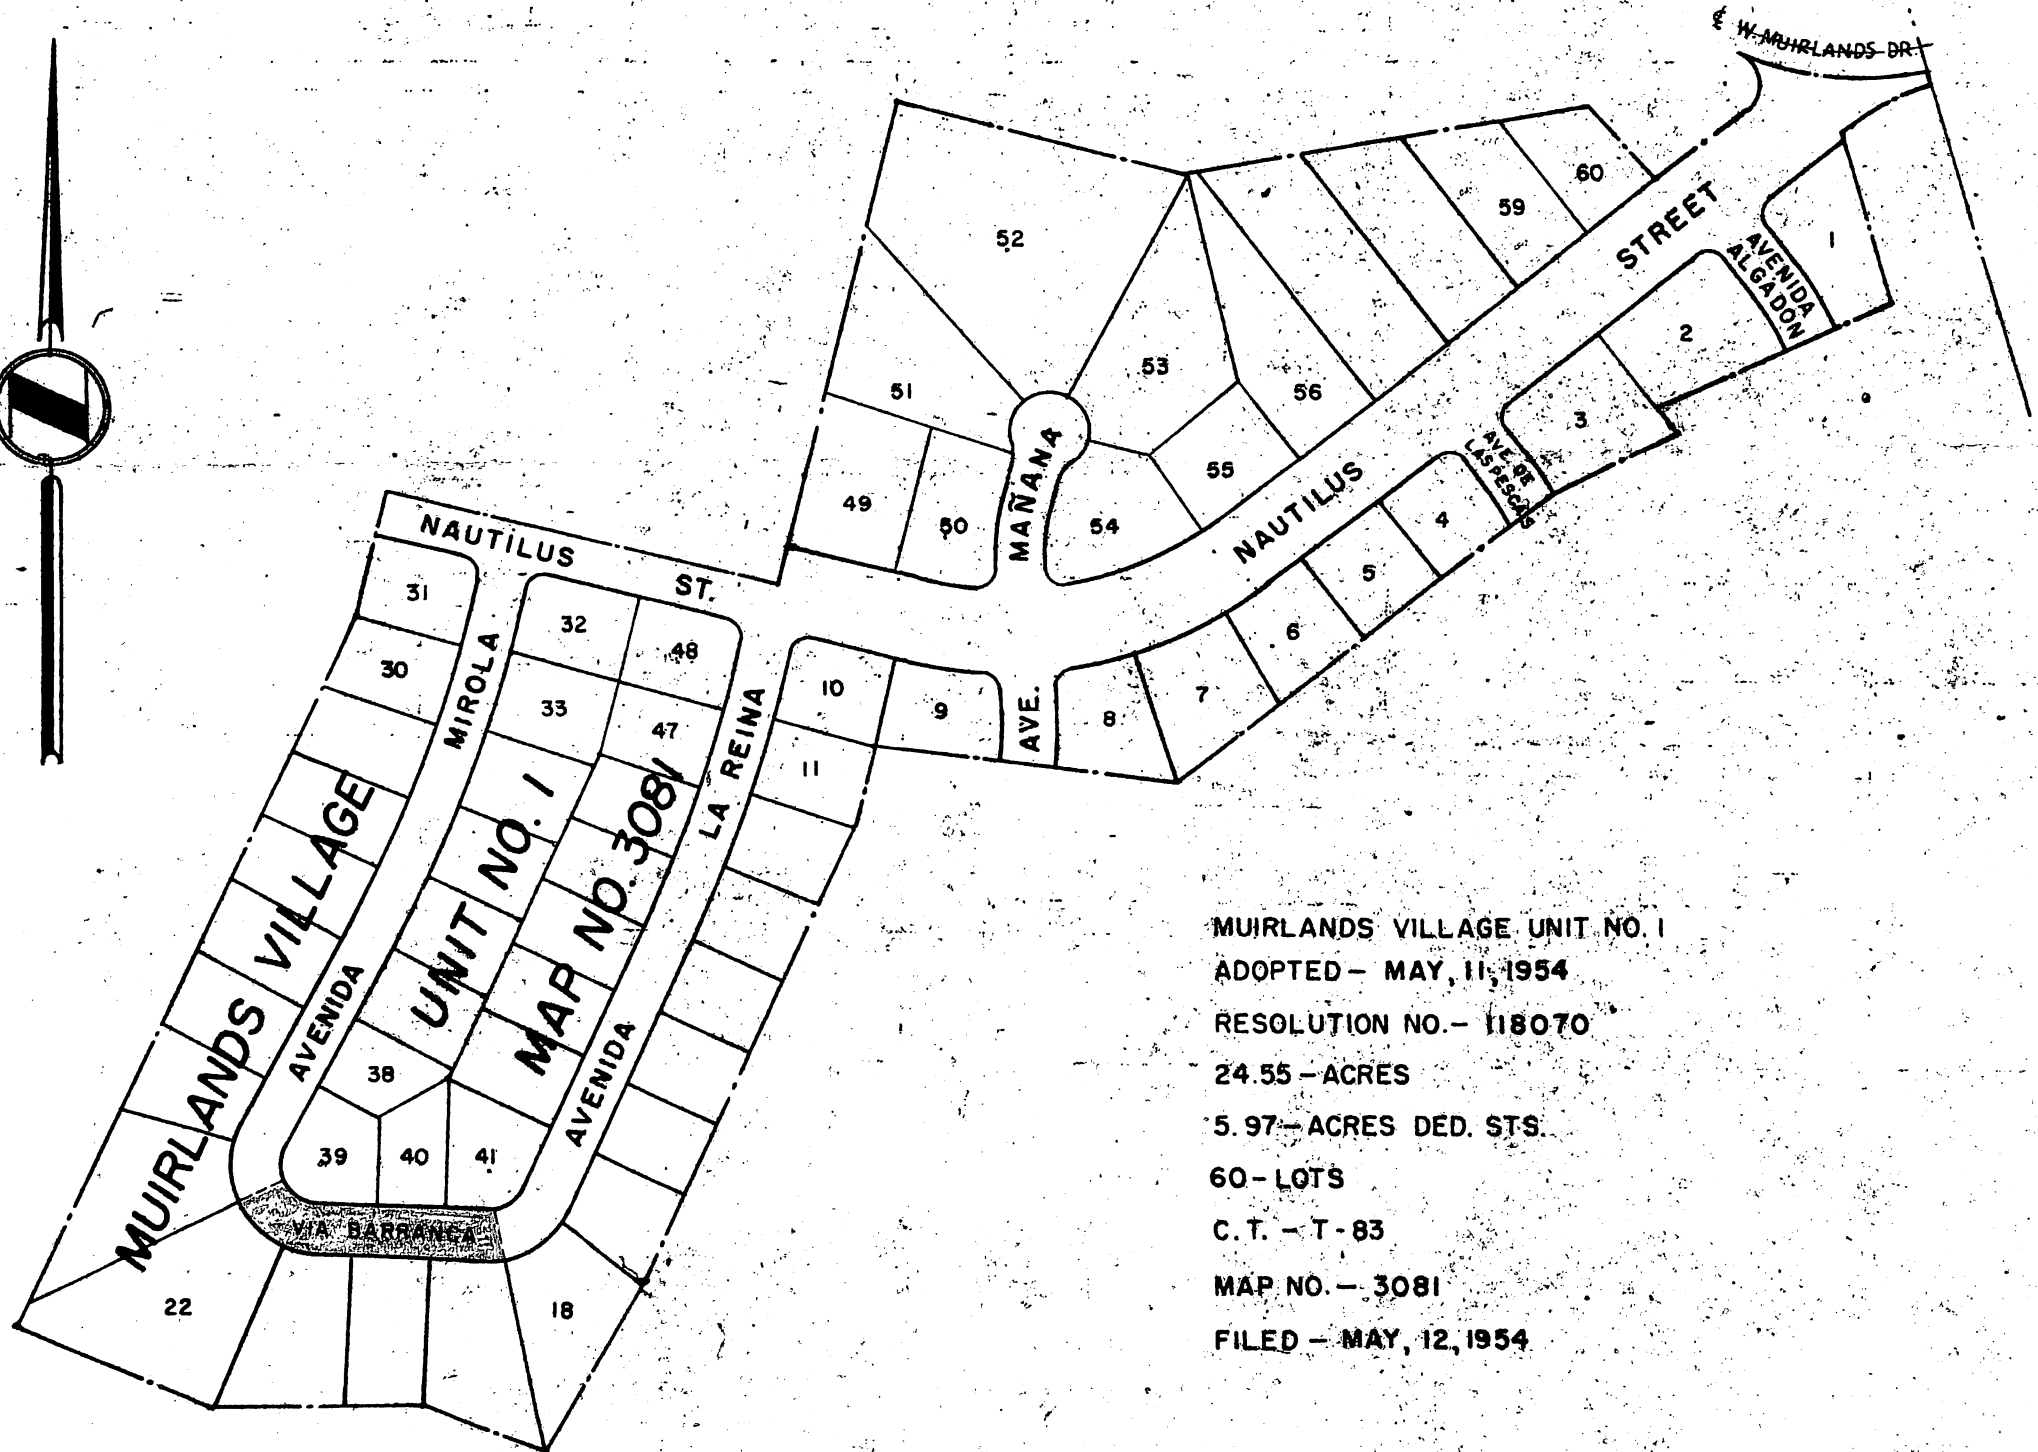 ℄ W. MUIRLANDS DR.
60
59
52
STREET
1
AVENIDA
ALGADON
2
53
56
51
3
AVE. DE
LAS PESCAS
MAÑANA
55
NAUTILUS
49
50
54
4
NAUTILUS
ST.
5
31
32
48
6
30
MIROLA
33
47
LA REINA
10
9
AVE.
8
7
11
MUIRLANDS VILLAGE
UNIT NO. 1
MAP NO. 3081
AVENIDA
38
AVENIDA
39
40
41
VIA BARRANCA
22
18
MUIRLANDS VILLAGE UNIT NO. 1
ADOPTED - MAY, 11, 1954
RESOLUTION NO. - 118070
24.55 - ACRES
5.97 - ACRES DED. STS.
60 - LOTS
C.T. - T - 83
MAP NO. - 3081
FILED - MAY, 12, 1954